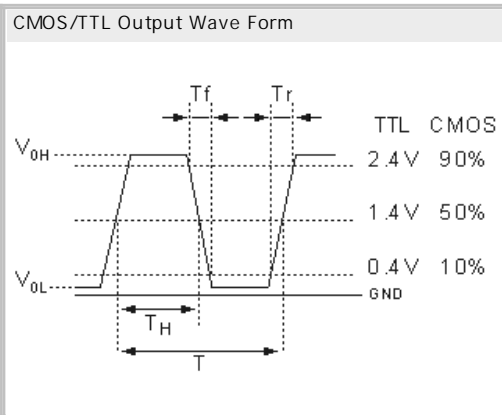 CMOS/TTL Output Wave Form
Tf Tr
TTL CMOS
V0H 2.4V 90%
1.4V 50%
V0L 0.4V 10%
GND
TH
T